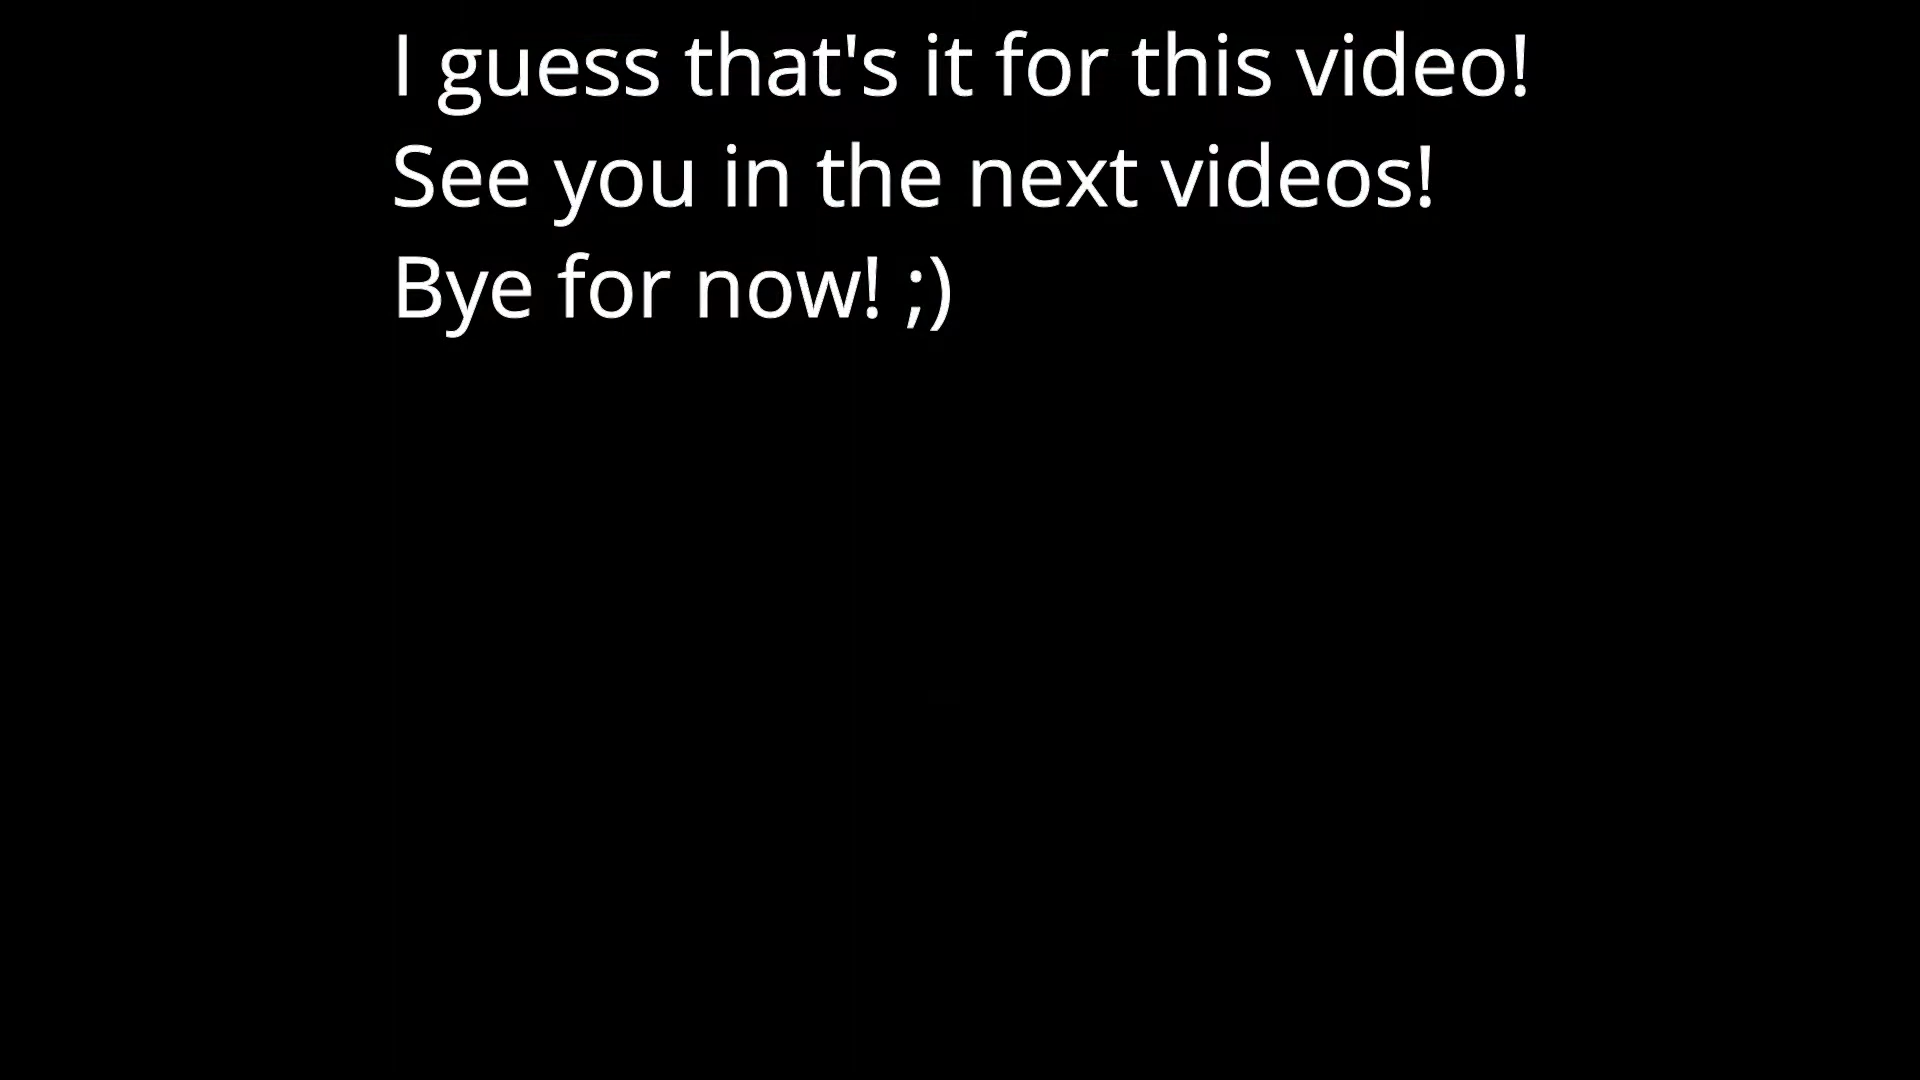 I guess that's it for this video!
See you in the next videos!
Bye for now! ;)